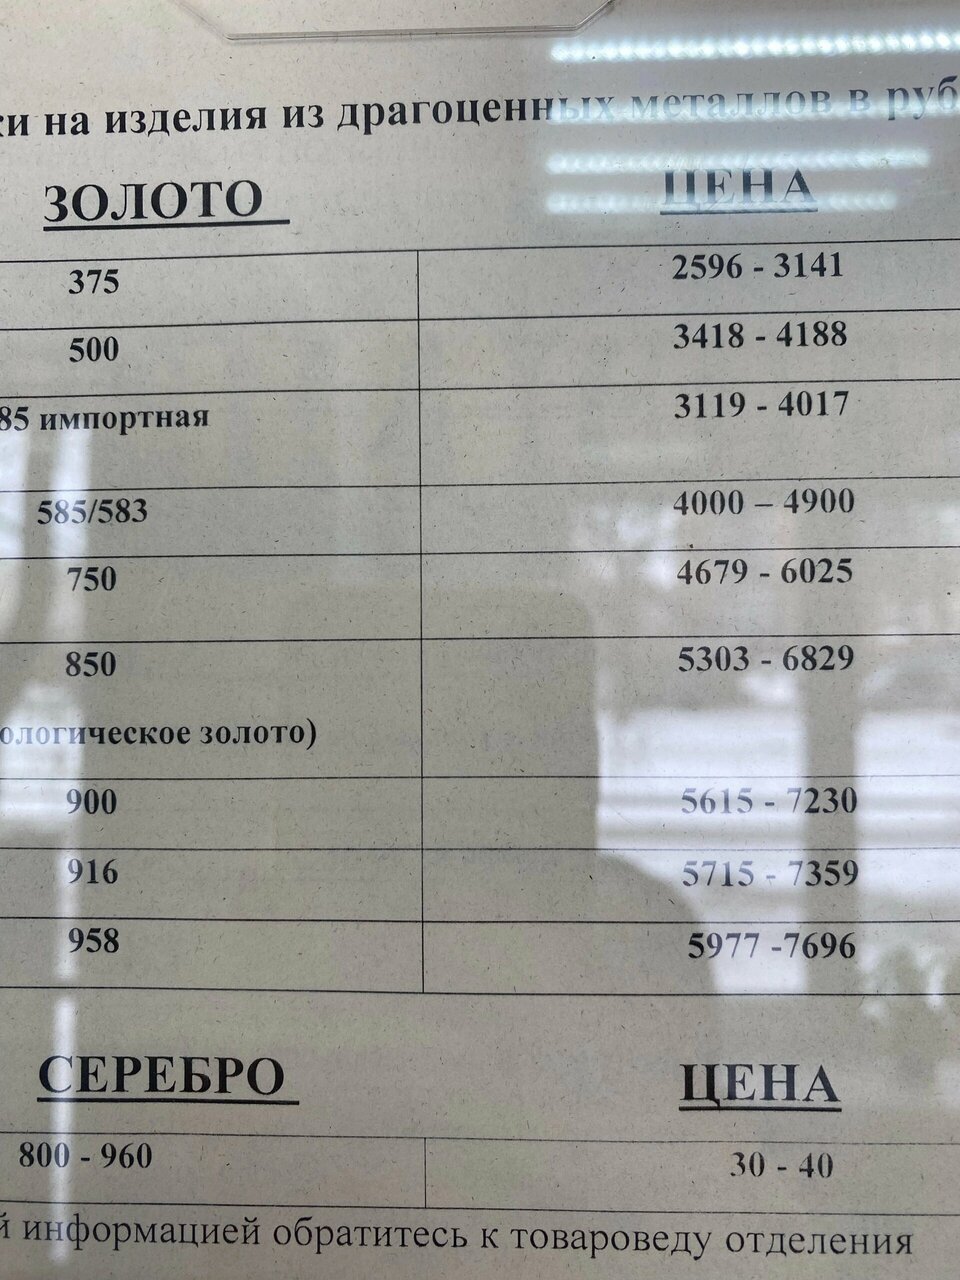 ки на изделия из драгоценных металлов в руб
ЗОЛОТО ЦЕНА
375 2596 - 3141
500 3418 - 4188
85 импортная 3119 - 4017
585/583 4000 – 4900
750 4679 - 6025
850 5303 - 6829
ологическое золото)
900 5615 - 7230
916 5715 - 7359
958 5977 -7696
СЕРЕБРО ЦЕНА
800 - 960 30 - 40
й информацией обратитесь к товароведу отделения